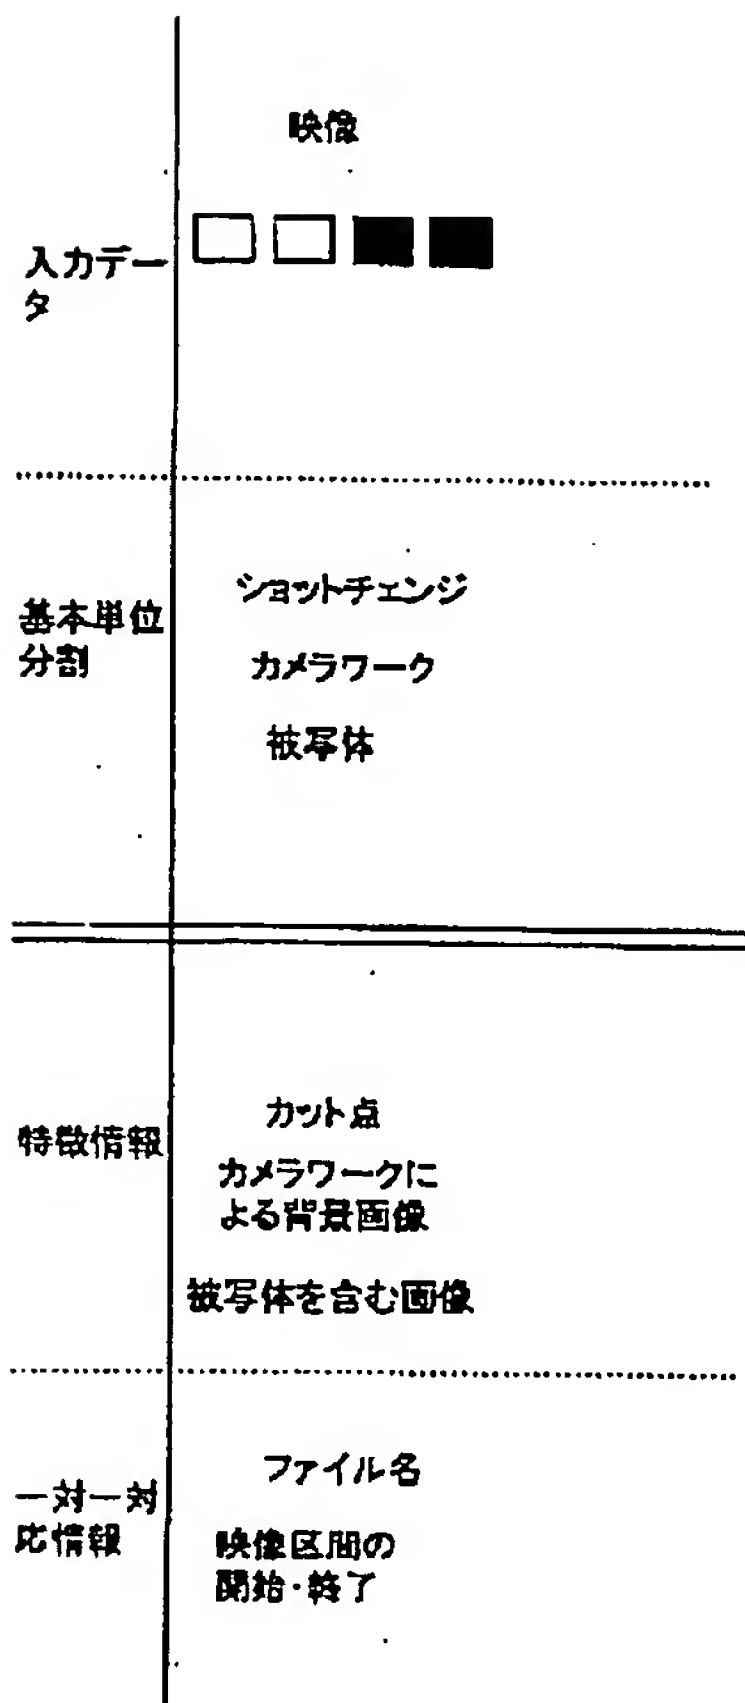 映像
入力デー
タ
ショットチェンジ
基本単位
分割
カメラワーク
被写体
カット点
特徴情報
カメラワークに
よる背景画像
被写体を含む画像
ファイル名
一対一対
応情報
映像区間の
開始・終了